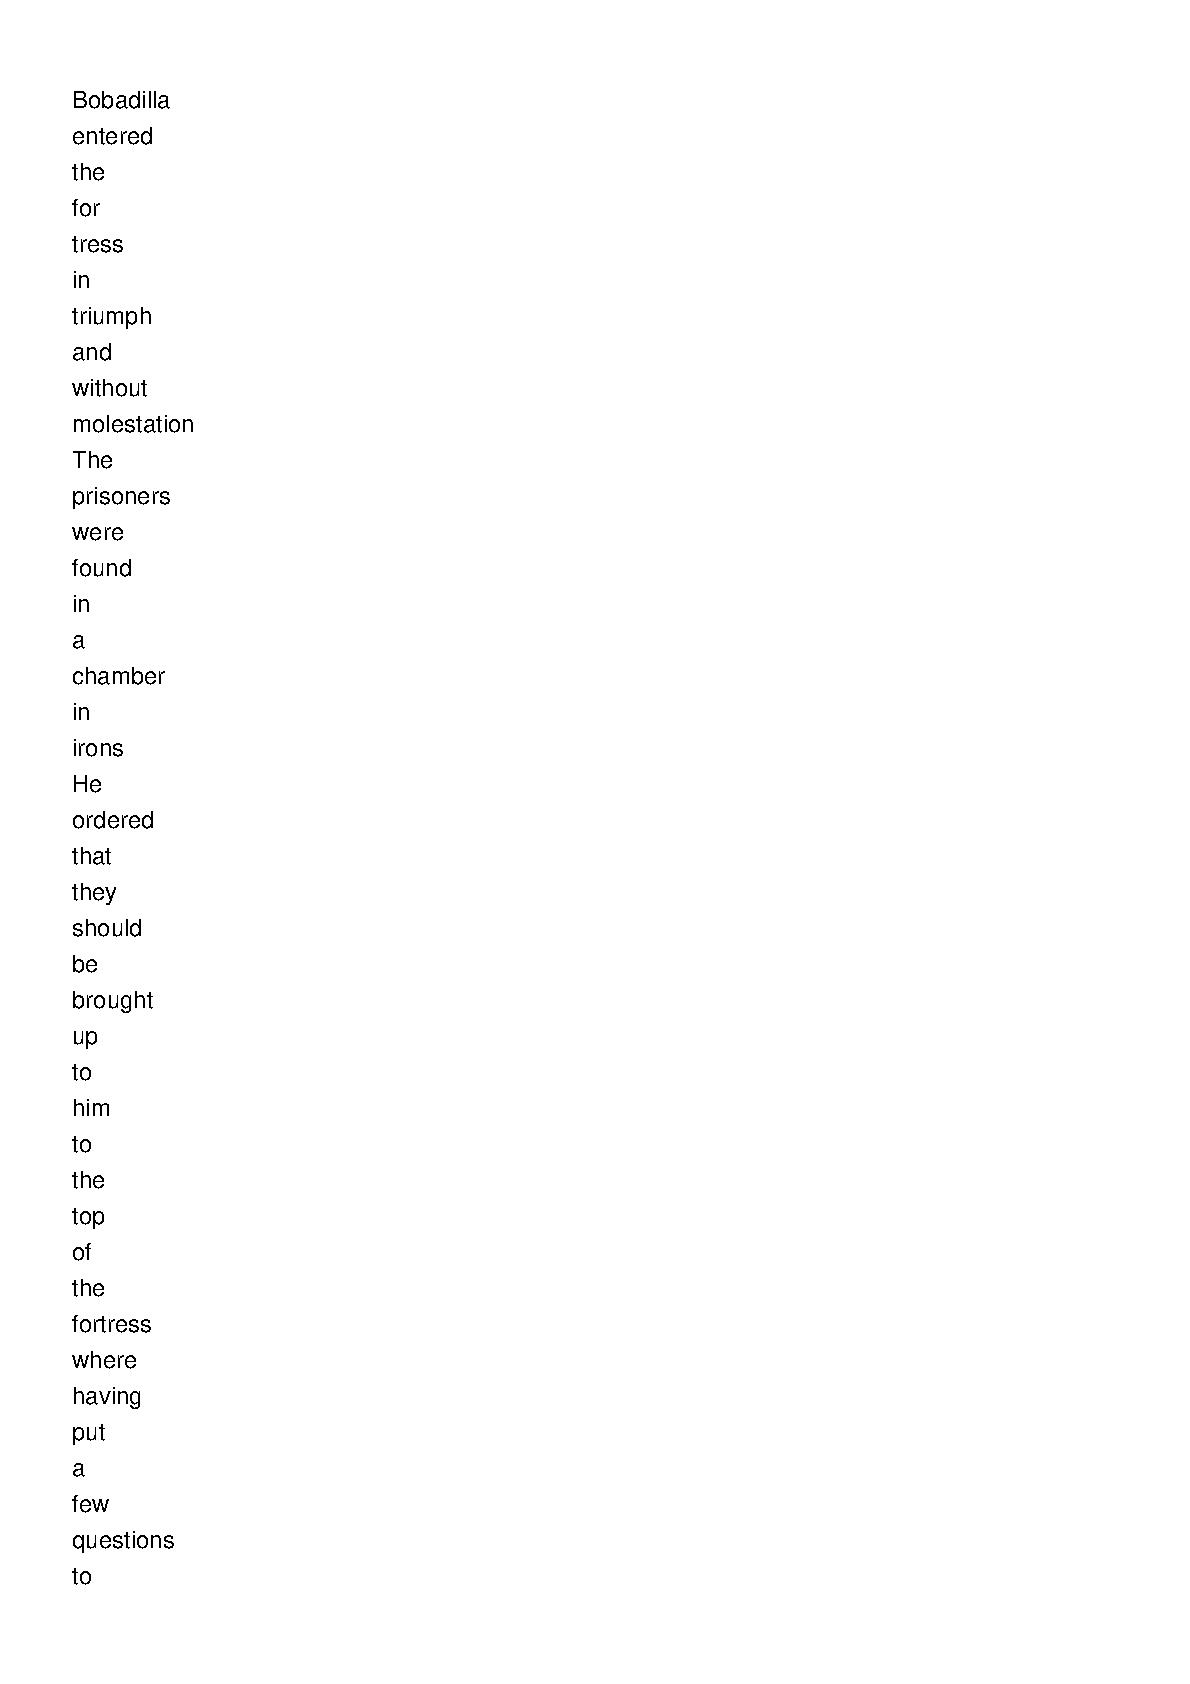 Bobadilla
entered
the
for
tress
in
triumph
and
without
molestation
The
prisoners
were
found
in
a
chamber
in
irons
He
ordered
that
they
should
be
brought
up
to
him
to
the
top
of
the
fortress
where
having
put
a
few
questions
to